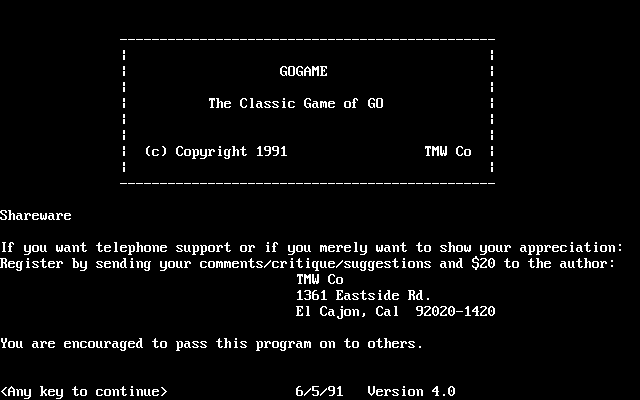 GOGAME
The Classic Game of GO
(c) Copyright 1991 TMW Co
Shareware
If you want telephone support or if you merely want to show your appreciation:
Register by sending your comments/critique/suggestions and $20 to the author:
TMW Co
1361 Eastside Rd.
El Cajon, Cal  92020-1420
You are encouraged to pass this program on to others.
<Any key to continue> 6/5/91 Version 4.0